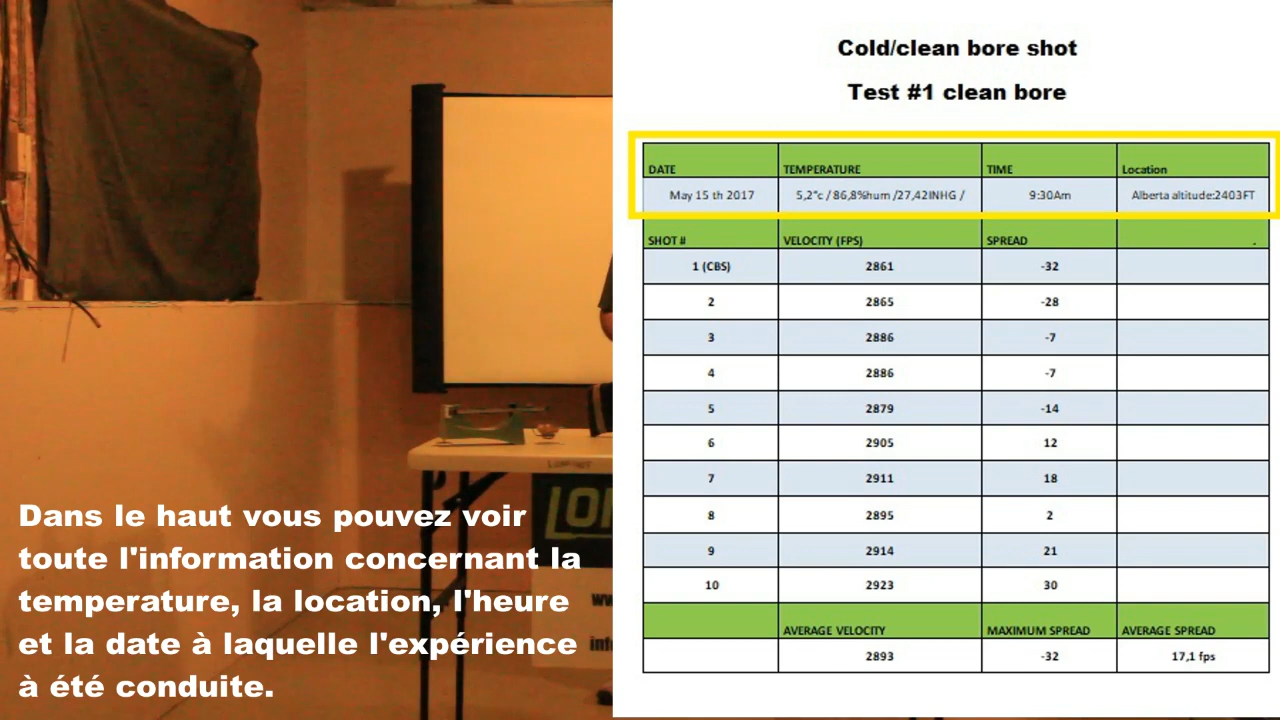 Cold/clean bore shot
Test #1 clean bore
DATE TEMPERATURE TIME Location
May 15 th 2017 5,2°c / 86,8%hum /27,42INHG / 9:30Am Alberta altitude:2403FT
SHOT # VELOCITY (FPS) SPREAD .
1 (CBS) 2861 -32
2 2865 -28
3 2886 -7
4 2886 -7
5 2879 -14
6 2905 12
7 2911 18
8 2895 2
9 2914 21
10 2923 30
AVERAGE VELOCITY MAXIMUM SPREAD AVERAGE SPREAD
2893 -32 17,1 fps
Dans le haut vous pouvez voir
toute l'information concernant la
temperature, la location, l'heure
et la date à laquelle l'expérience
à été conduite.